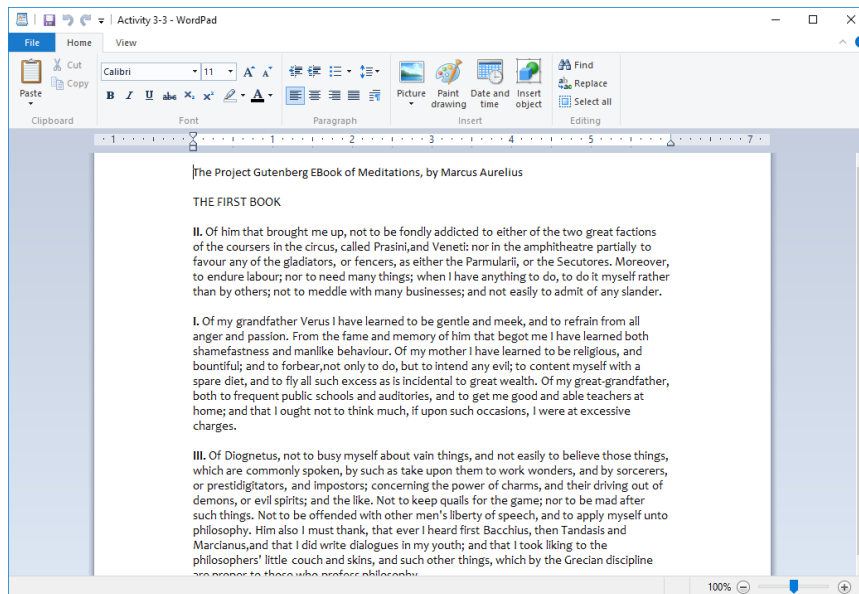 Activity 3-3 - WordPad
File Home View
Paste
Cut
Copy
Clipboard
Calibri 11
B I U abc X₂ X² A
Font
Paragraph
Picture
Paint drawing
Date and time
Insert object
Insert
Find
Replace
Select all
Editing
1 1 2 3 4 5 7
The Project Gutenberg EBook of Meditations, by Marcus Aurelius
THE FIRST BOOK
II. Of him that brought me up, not to be fondly addicted to either of the two great factions
of the coursers in the circus, called Prasini,and Veneti: nor in the amphitheatre partially to
favour any of the gladiators, or fencers, as either the Parmularii, or the Secutores. Moreover,
to endure labour; nor to need many things; when I have anything to do, to do it myself rather
than by others; not to meddle with many businesses; and not easily to admit of any slander.
I. Of my grandfather Verus I have learned to be gentle and meek, and to refrain from all
anger and passion. From the fame and memory of him that begot me I have learned both
shamefastness and manlike behaviour. Of my mother I have learned to be religious, and
bountiful; and to forbear,not only to do, but to intend any evil; to content myself with a
spare diet, and to fly all such excess as is incidental to great wealth. Of my great-grandfather,
both to frequent public schools and auditories, and to get me good and able teachers at
home; and that I ought not to think much, if upon such occasions, I were at excessive
charges.
III. Of Diognetus, not to busy myself about vain things, and not easily to believe those things,
which are commonly spoken, by such as take upon them to work wonders, and by sorcerers,
or prestidigitators, and impostors; concerning the power of charms, and their driving out of
demons, or evil spirits; and the like. Not to keep quails for the game; nor to be mad after
such things. Not to be offended with other men's liberty of speech, and to apply myself unto
philosophy. Him also I must thank, that ever I heard first Bacchius, then Tandasis and
Marcianus,and that I did write dialogues in my youth; and that I took liking to the
philosophers' little couch and skins, and such other things, which by the Grecian discipline
are proper to those who profess philosophy.
100%